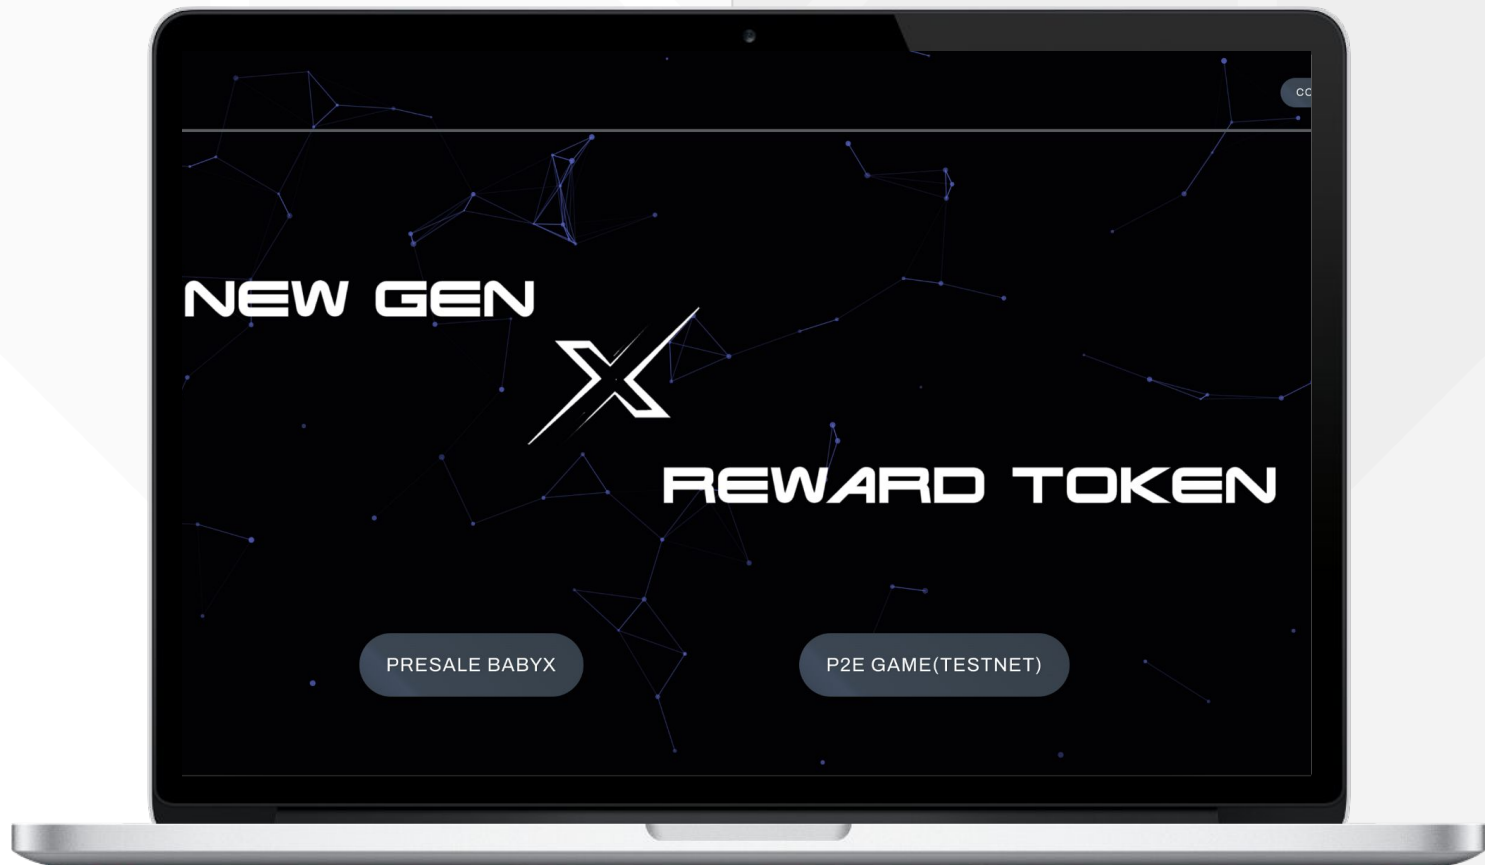 NEW GEN
X
REWARD TOKEN
PRESALE BABYX
P2E GAME(TESTNET)